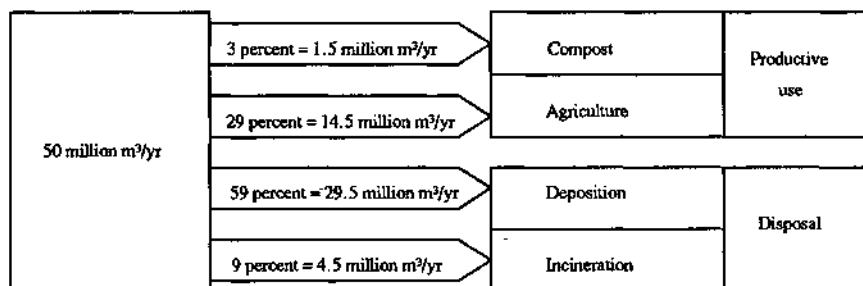 3 percent = 1.5 million m³/yr
Compost
Productive
use
29 percent = 14.5 million m³/yr
Agriculture
50 million m³/yr
59 percent = 29.5 million m³/yr
Deposition
Disposal
9 percent = 4.5 million m³/yr
Incineration